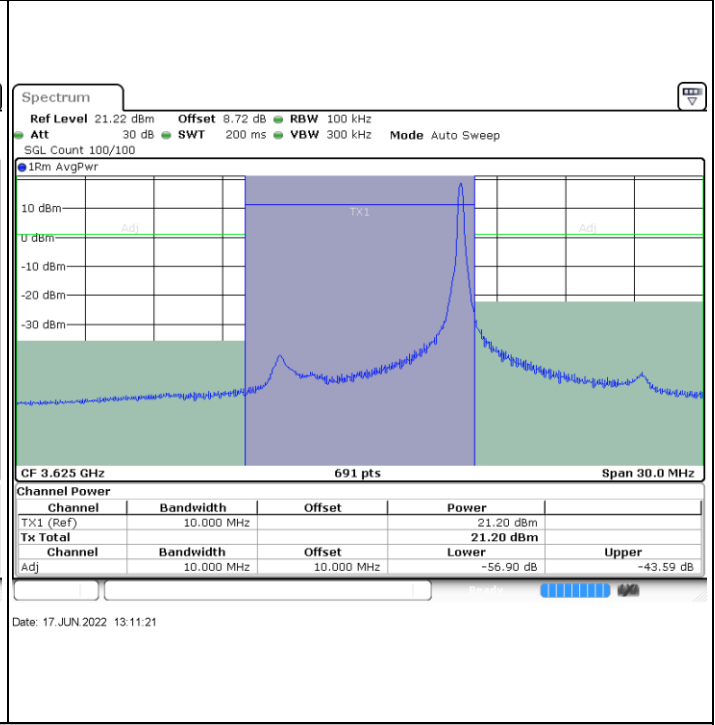 Spectrum
Ref Level 21.22 dBm Offset 8.72 dB RBW 100 kHz
Att 30 dB SWT 200 ms VBW 300 kHz Mode Auto Sweep
SGL Count 100/100
1Rm AvgPwr
10 dBm
TX1
Adj Adj
0 dBm
-10 dBm
-20 dBm
-30 dBm
CF 3.625 GHz 691 pts Span 30.0 MHz
Channel Power
Channel Bandwidth Offset Power
TX1 (Ref) 10.000 MHz 21.20 dBm
Tx Total 21.20 dBm
Channel Bandwidth Offset Lower Upper
Adj 10.000 MHz 10.000 MHz -56.90 dB -43.59 dB
Ready
Date: 17.JUN.2022 13:11:21